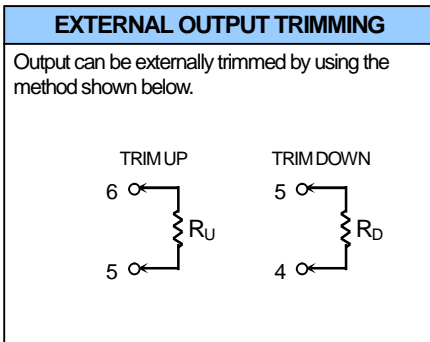 EXTERNAL OUTPUT TRIMMING
Output can be externally trimmed by using the
method shown below.
TRIM UP TRIM DOWN
6 5
RU RD
5 4